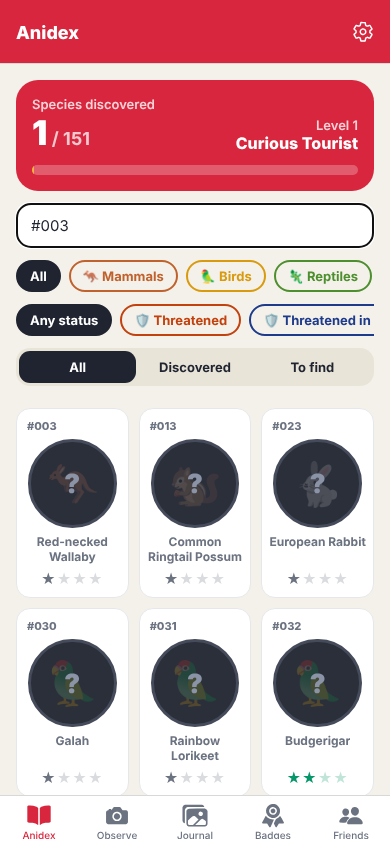 Anidex
Species discovered
1 / 151
Level 1
Curious Tourist
#003
All
Mammals
Birds
Reptiles
Any status
Threatened
Threatened in
All
Discovered
To find
#003
#013
#023
?
?
?
Red-necked
Wallaby
Common
Ringtail Possum
European Rabbit
#030
#031
#032
?
?
?
Galah
Rainbow
Lorikeet
Budgerigar
Anidex
Observe
Journal
Badges
Friends